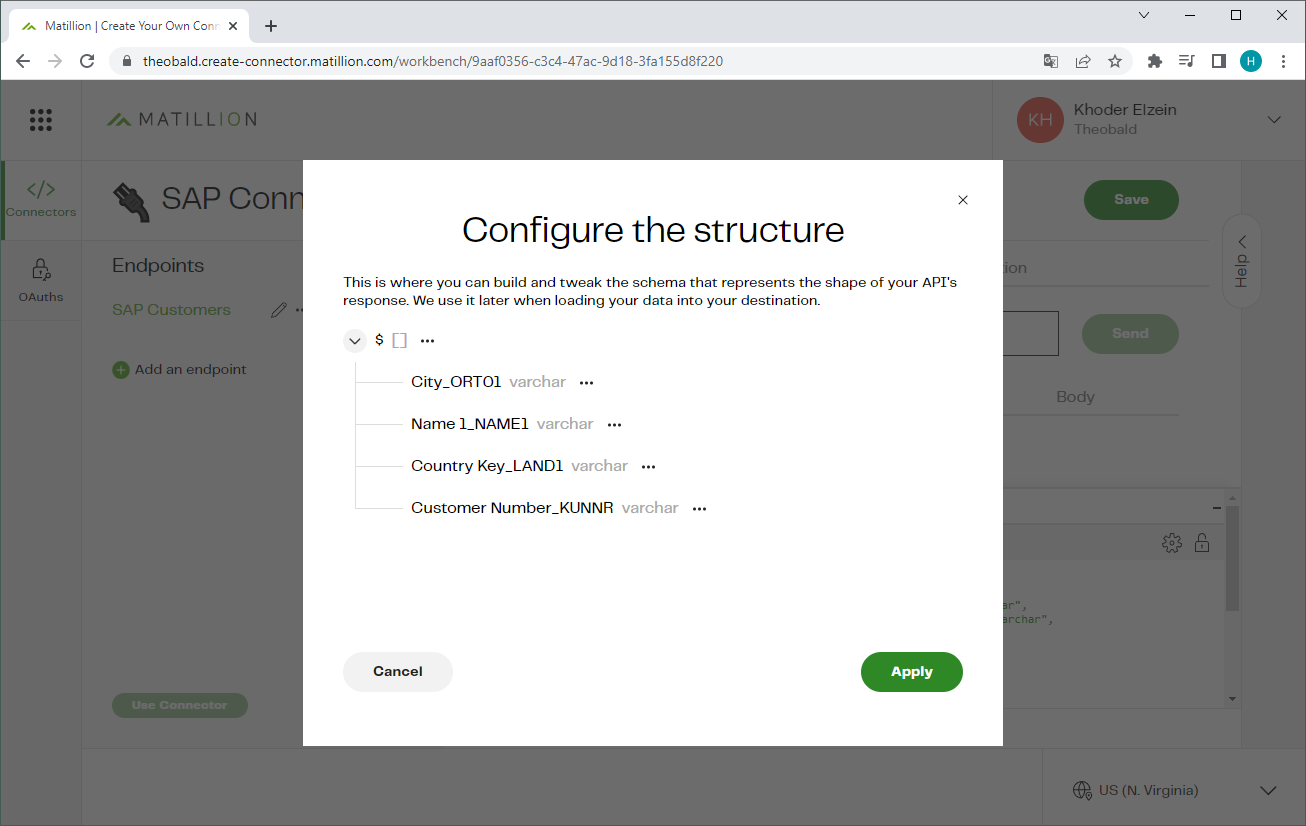 Matillion | Create Your Own Conn
theobald.create-connector.matillion.com/workbench/9aaf0356-c3c4-47ac-9d18-3fa155d8f220
H
MATILLION
KH
Khoder Elzein
Theobald
Connectors
OAuths
SAP Conn
Save
Endpoints
SAP Customers
Add an endpoint
Use Connector
Configure the structure
This is where you can build and tweak the schema that represents the shape of your API's
response. We use it later when loading your data into your destination.
$ []
City_ORT01 varchar
Name 1_NAME1 varchar
Country Key_LAND1 varchar
Customer Number_KUNNR varchar
Cancel
Apply
tion
Help
Send
Body
ar",
archar",
US (N. Virginia)